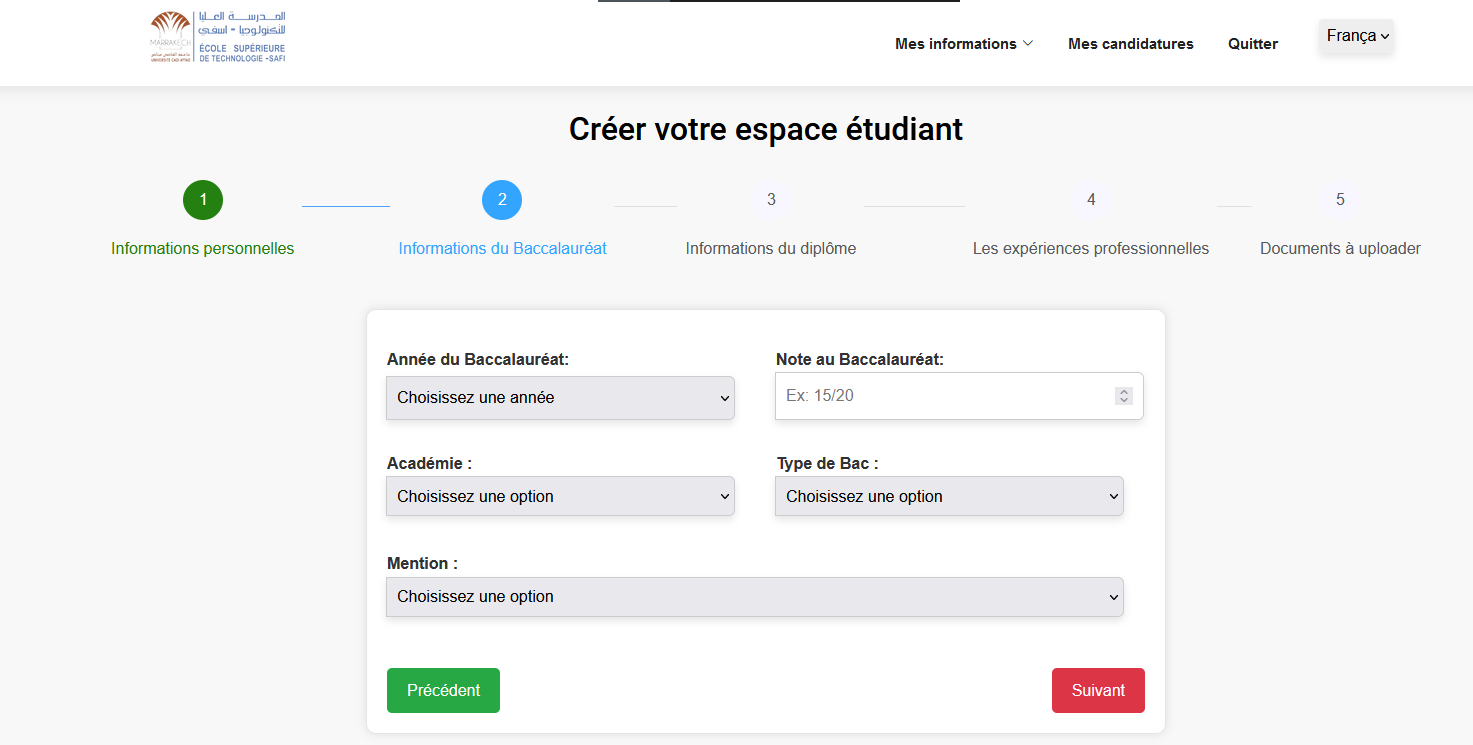 المدرسة العليا
للتكنولوجيا - اسفي
MARRAKECH
ÉCOLE SUPÉRIEURE
DE TECHNOLOGIE -SAFI
Mes informations
Mes candidatures
Quitter
França
Créer votre espace étudiant
1
2
3
4
5
Informations personnelles
Informations du Baccalauréat
Informations du diplôme
Les expériences professionnelles
Documents à uploader
Année du Baccalauréat:
Note au Baccalauréat:
Choisissez une année
Ex: 15/20
Académie :
Type de Bac :
Choisissez une option
Choisissez une option
Mention :
Choisissez une option
Précédent
Suivant